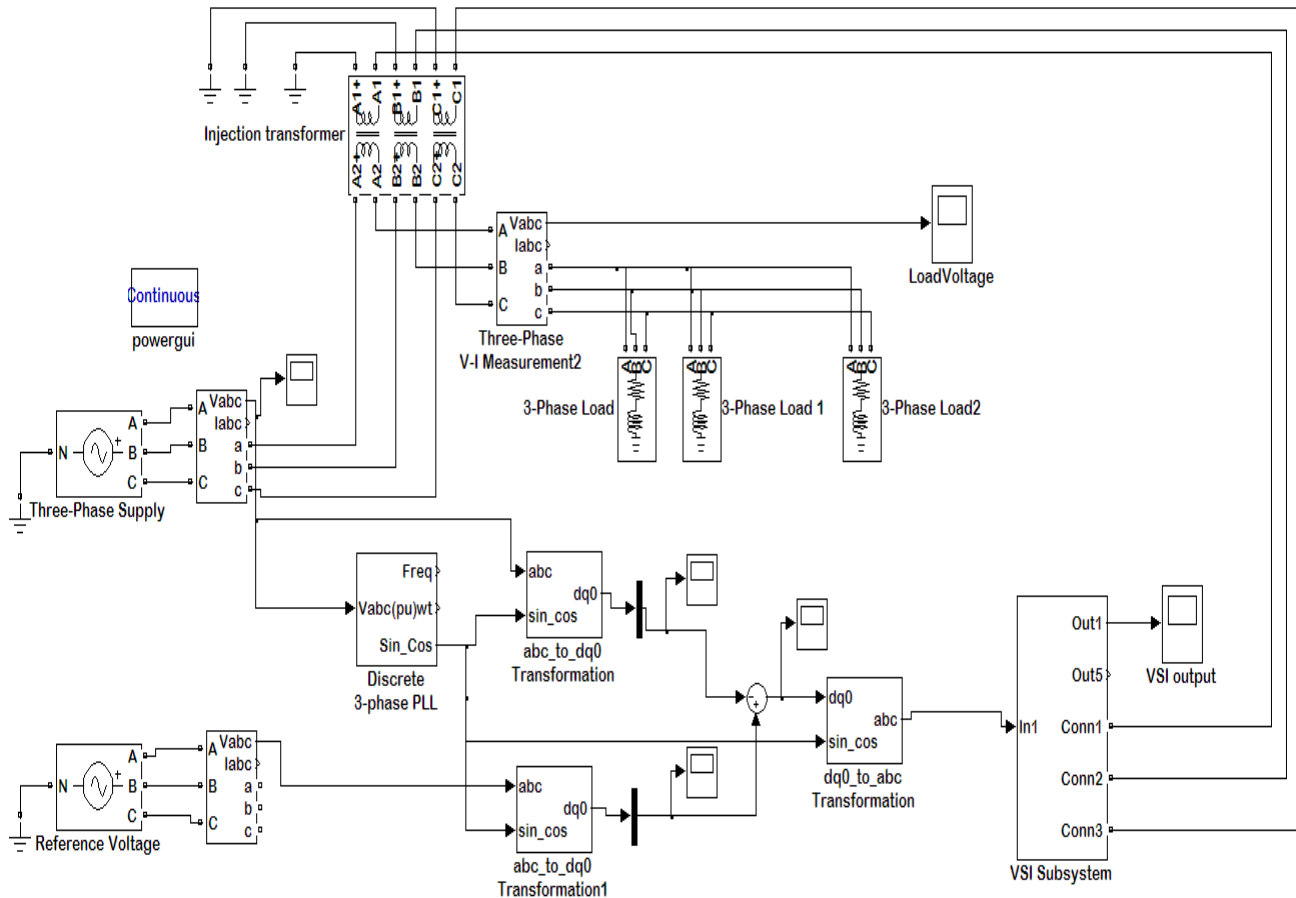 A1+ A1 B1+ B1 C1+ C1
Injection transformer
A2+ A2 B2+ B2 C2+ C2
A
B
C
Vabc
Iabc
a
b
c
Three-Phase
V-I Measurement2
LoadVoltage
Continuous
powergui
A B C
3-Phase Load
A B C
3-Phase Load 1
A B C
3-Phase Load2
N
+
A
B
C
Three-Phase Supply
A
B
C
Vabc
Iabc
a
b
c
Freq
Vabc(pu)wt
Sin_Cos
Discrete
3-phase PLL
abc
sin_cos
dq0
abc_to_dq0
Transformation
-
+
dq0
sin_cos
abc
dq0_to_abc
Transformation
In1
Out1
Out5
Conn1
Conn2
Conn3
VSI Subsystem
VSI output
N
+
A
B
C
Reference Voltage
A
B
C
Vabc
Iabc
a
b
c
abc
sin_cos
dq0
abc_to_dq0
Transformation1